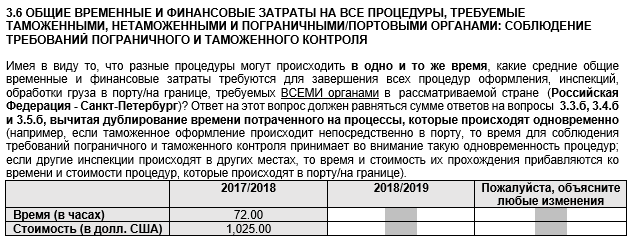 3.6 ОБЩИЕ ВРЕМЕННЫЕ И ФИНАНСОВЫЕ ЗАТРАТЫ НА ВСЕ ПРОЦЕДУРЫ, ТРЕБУЕМЫЕ
ТАМОЖЕННЫМИ, НЕТАМОЖЕННЫМИ И ПОГРАНИЧНЫМИ/ПОРТОВЫМИ ОРГАНАМИ: СОБЛЮДЕНИЕ
ТРЕБОВАНИЙ ПОГРАНИЧНОГО И ТАМОЖЕННОГО КОНТРОЛЯ
Имея в виду то, что разные процедуры могут происходить в одно и то же время, какие средние общие
временные и финансовые затраты требуются для завершения всех процедур оформления, инспекций,
обработки груза в порту/на границе, требуемых ВСЕМИ органами в рассматриваемой стране (Российская
Федерация - Санкт-Петербург)? Ответ на этот вопрос должен равняться сумме ответов на вопросы 3.3.б, 3.4.б
и 3.5.б, вычитая дублирование времени потраченного на процессы, которые происходят одновременно
(например, если таможенное оформление происходит непосредственно в порту, то время для соблюдения
требований пограничного и таможенного контроля принимает во внимание такую одновременность процедур;
если другие инспекции происходят в других местах, то время и стоимость их прохождения прибавляются ко
времени и стоимости процедур, которые происходят в порту/на границе).
2017/2018 2018/2019 Пожалуйста, объясните
любые изменения
Время (в часах) 72.00
Стоимость (в долл. США) 1,025.00